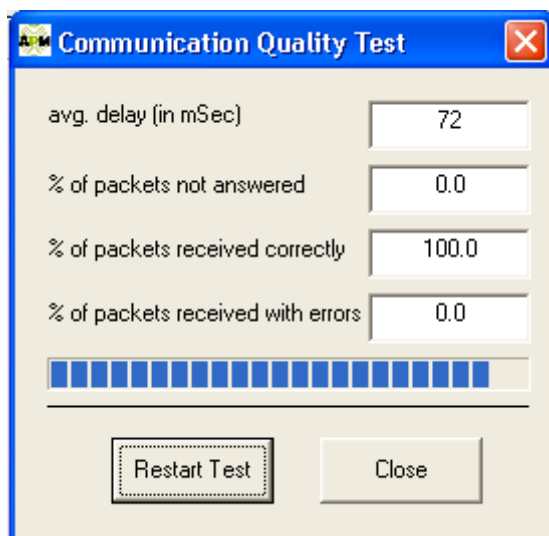 APM Communication Quality Test
avg. delay (in mSec) 72
% of packets not answered 0.0
% of packets received correctly 100.0
% of packets received with errors 0.0
Restart Test Close